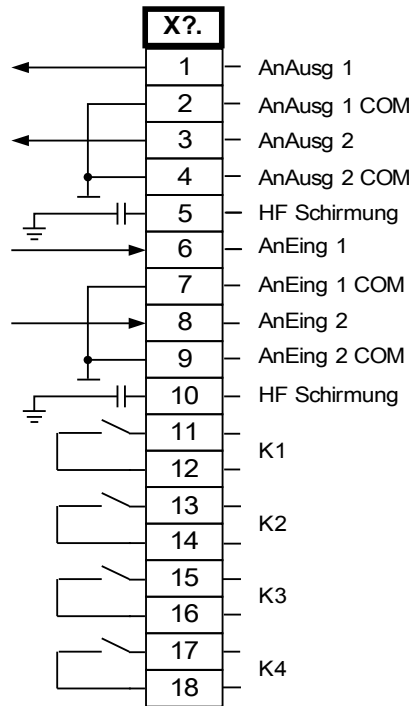 X?.
1 AnAusg 1
2 AnAusg 1 COM
3 AnAusg 2
4 AnAusg 2 COM
5 HF Schirmung
6 AnEing 1
7 AnEing 1 COM
8 AnEing 2
9 AnEing 2 COM
10 HF Schirmung
11
K1
12
13
K2
14
15
K3
16
17
K4
18